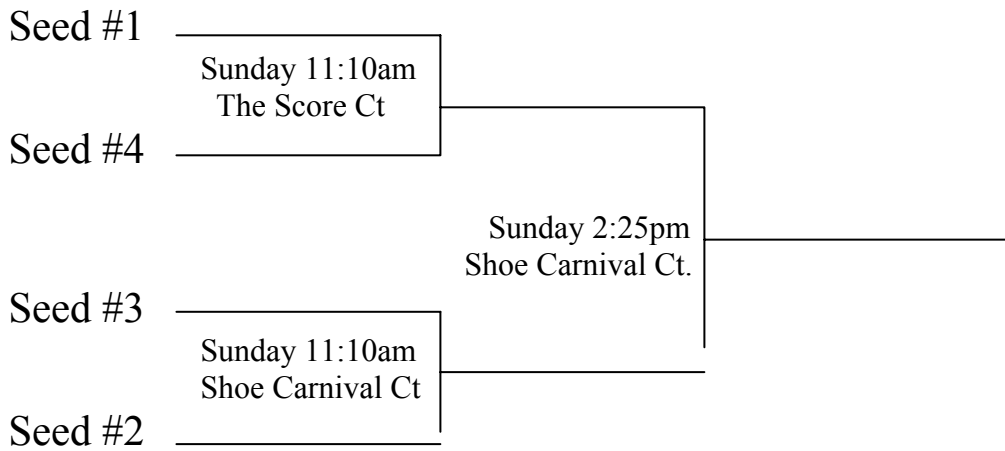 Seed #1
Sunday 11:10am
The Score Ct
Seed #4
Sunday 2:25pm
Shoe Carnival Ct.
Seed #3
Sunday 11:10am
Shoe Carnival Ct
Seed #2